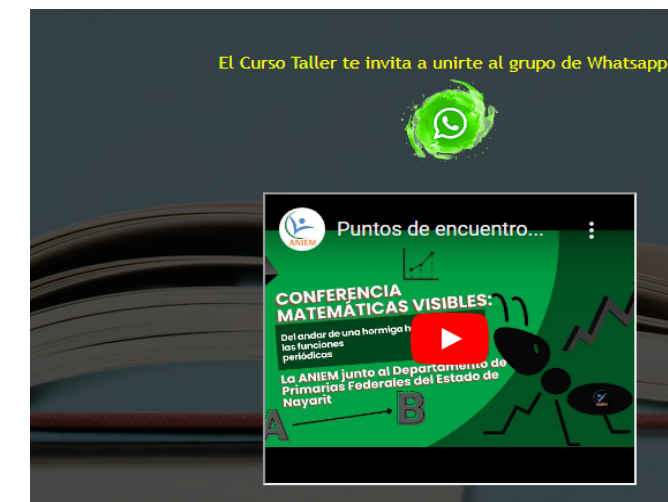 El Curso Taller te invita a unirte al grupo de Whatsapp
ANIEM
Puntos de encuentro...
CONFERENCIA
MATEMÁTICAS VISIBLES:
Del andar de una hormiga h
las funciones
periódicas
La ANIEM junto al Departamento de
Primarias Federales del Estado de
Nayarit
A
B